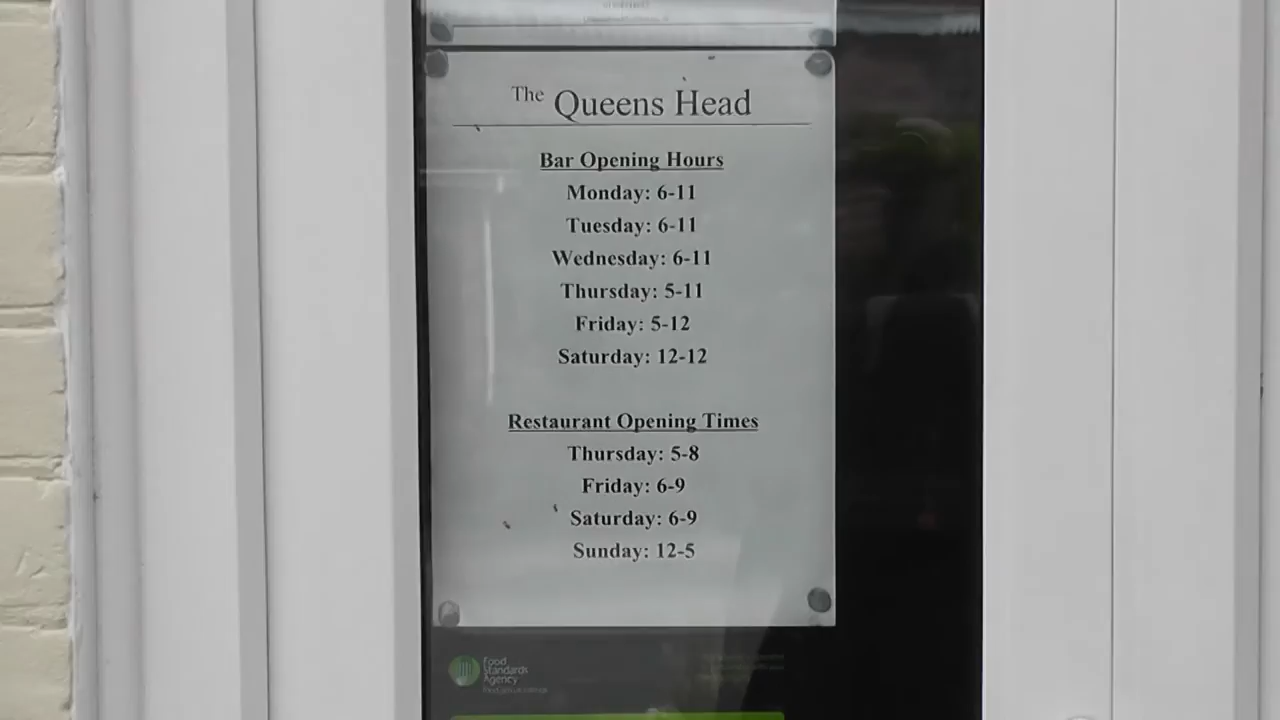 The Queens Head
Bar Opening Hours
Monday: 6-11
Tuesday: 6-11
Wednesday: 6-11
Thursday: 5-11
Friday: 5-12
Saturday: 12-12
Restaurant Opening Times
Thursday: 5-8
Friday: 6-9
Saturday: 6-9
Sunday: 12-5
Food
Standards
Agency